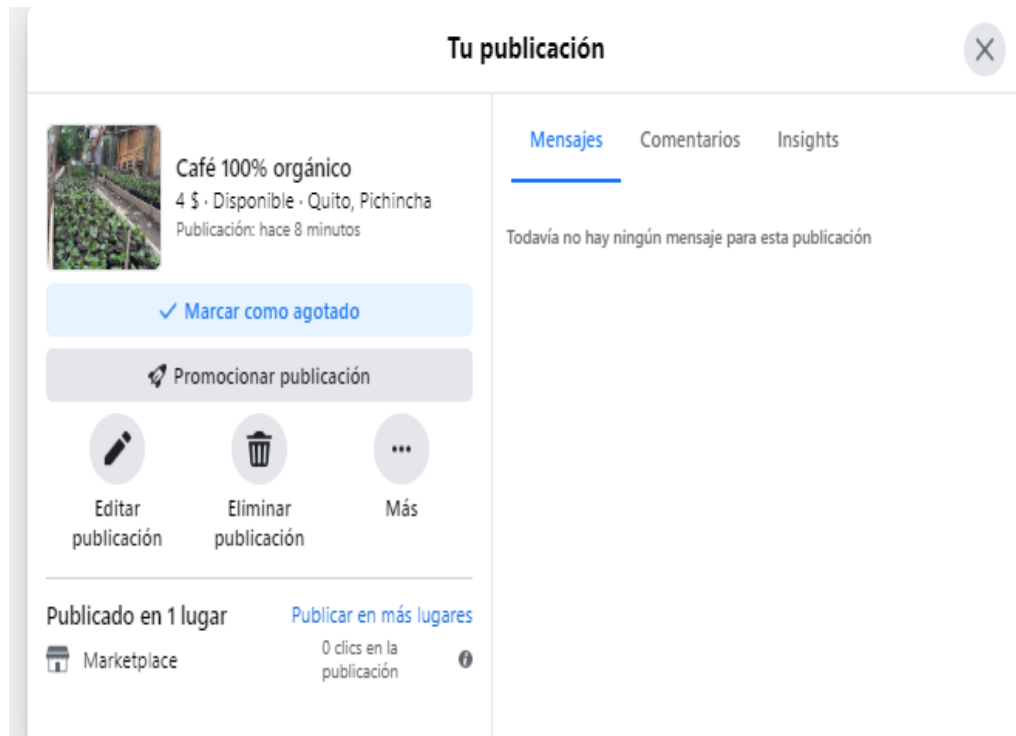 Tu publicación
Café 100% orgánico
4 $ · Disponible · Quito, Pichincha
Publicación: hace 8 minutos
Marcar como agotado
Promocionar publicación
Editar
publicación
Eliminar
publicación
Más
Publicado en 1 lugar
Publicar en más lugares
Marketplace
0 clics en la
publicación
Mensajes
Comentarios
Insights
Todavía no hay ningún mensaje para esta publicación